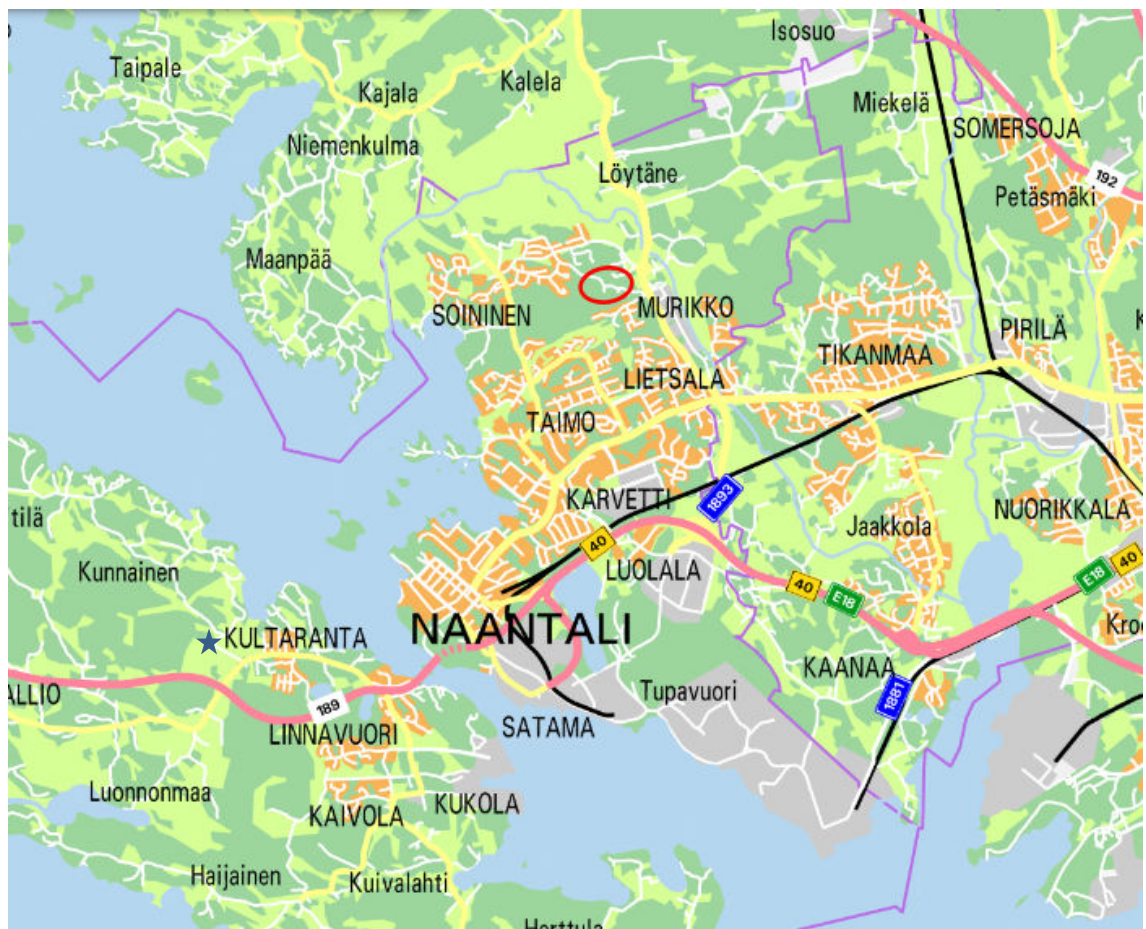 Isosuo
Taipale
Kalela
Kajala
Miekelä
SOMERSOJA
Niemenkulma
Löytäne
192
Petäsmäki
Maanpää
SOININEN
MURIKKO
PIRILÄ
TIKANMAA
LIETSALA
TAIMO
KARVETTI
1893
NUORIKKALA
tilä
Jaakkola
40
Kunnainen
LUOLALA
E18
40
40
E18
NAANTALI
KULTARANTA
Kroo
KAANAA
ALLIO
Tupavuori
1881
189
SATAMA
LINNAVUORI
Luonnonmaa
KUKOLA
KAIVOLA
Haijainen
Kuivalahti